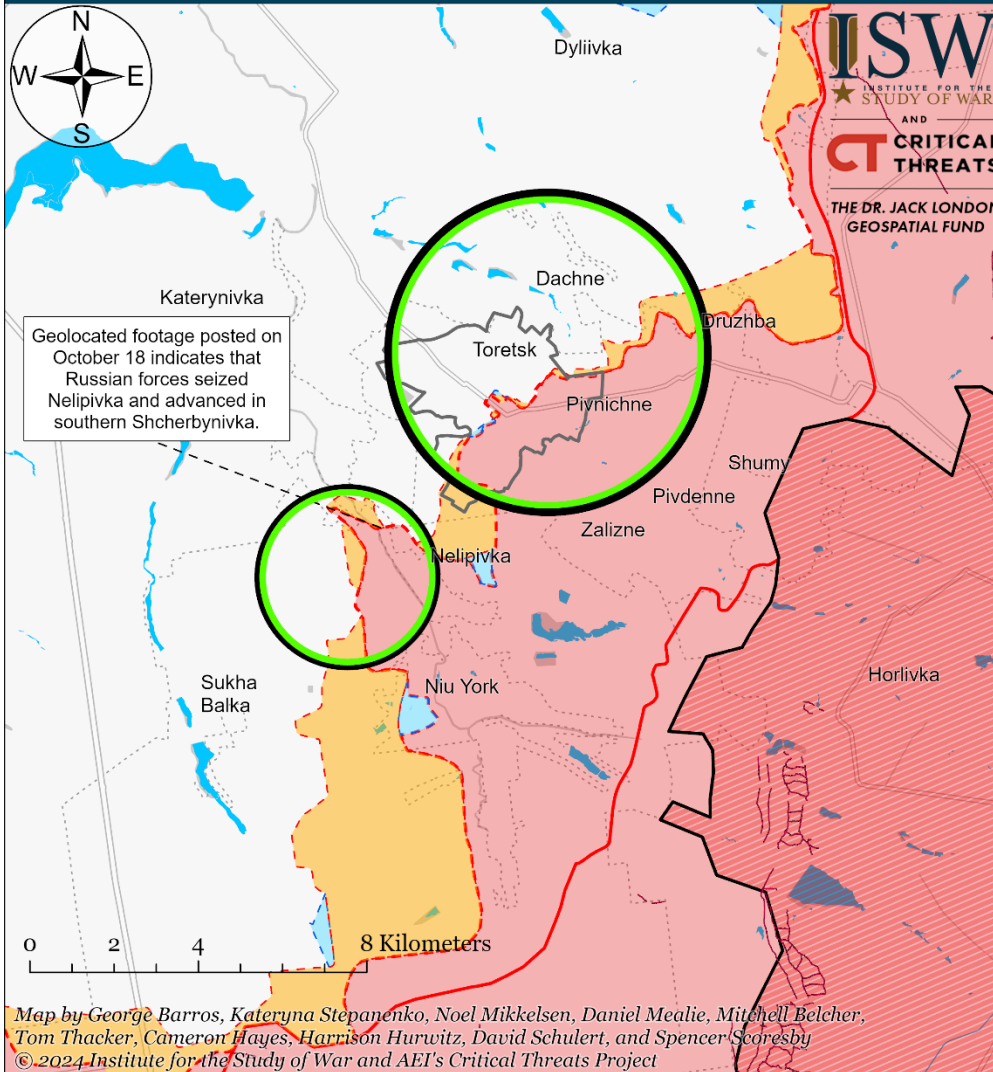 N
W E
S
ISW
INSTITUTE FOR THE
STUDY OF WAR
AND
CT CRITICAL
THREATS
THE DR. JACK LONDON
GEOSPATIAL FUND
Dyliivka
Dachne
Katerynivka
Druzhba
Toretsk
Geolocated footage posted on
October 18 indicates that
Russian forces seized
Nelipivka and advanced in
southern Shcherbynivka.
Pivnichne
Shumy
Pivdenne
Zalizne
Nelipivka
Horlivka
Sukha
Balka
Niu York
0 2 4 8 Kilometers
Map by George Barros, Kateryna Stepanenko, Noel Mikkelsen, Daniel Mealie, Mitchell Belcher,
Tom Thacker, Cameron Hayes, Harrison Hurwitz, David Schulert, and Spencer Scoresby
© 2024 Institute for the Study of War and AEI's Critical Threats Project